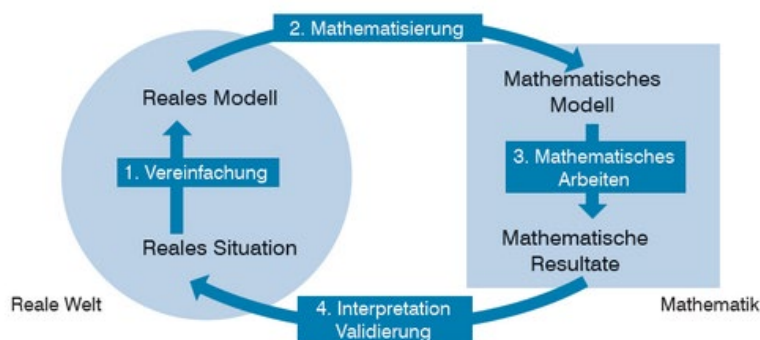 2. Mathematisierung
Reales Modell
Mathematisches
Modell
1. Vereinfachung
3. Mathematisches
Arbeiten
Reales Situation
Mathematische
Resultate
Reale Welt
4. Interpretation
Validierung
Mathematik